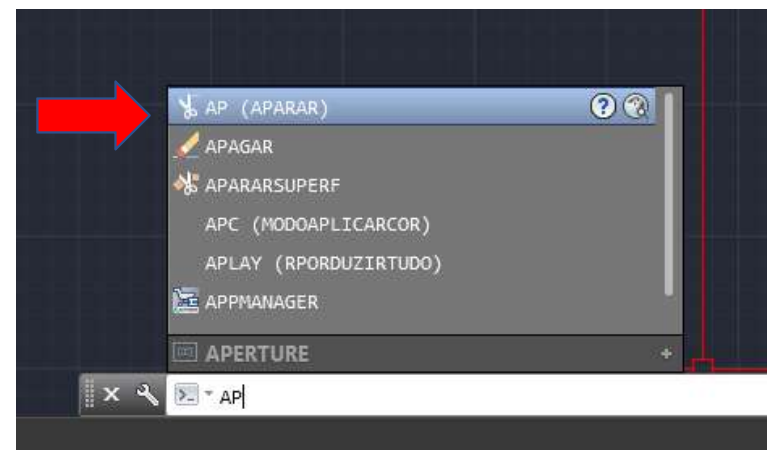 AP (APARAR)
APAGAR
APARARSUPERF
APC (MODOAPLICARCOR)
APLAY (RPORDUZIRTUDO)
APPMANAGER
APERTURE +
AP